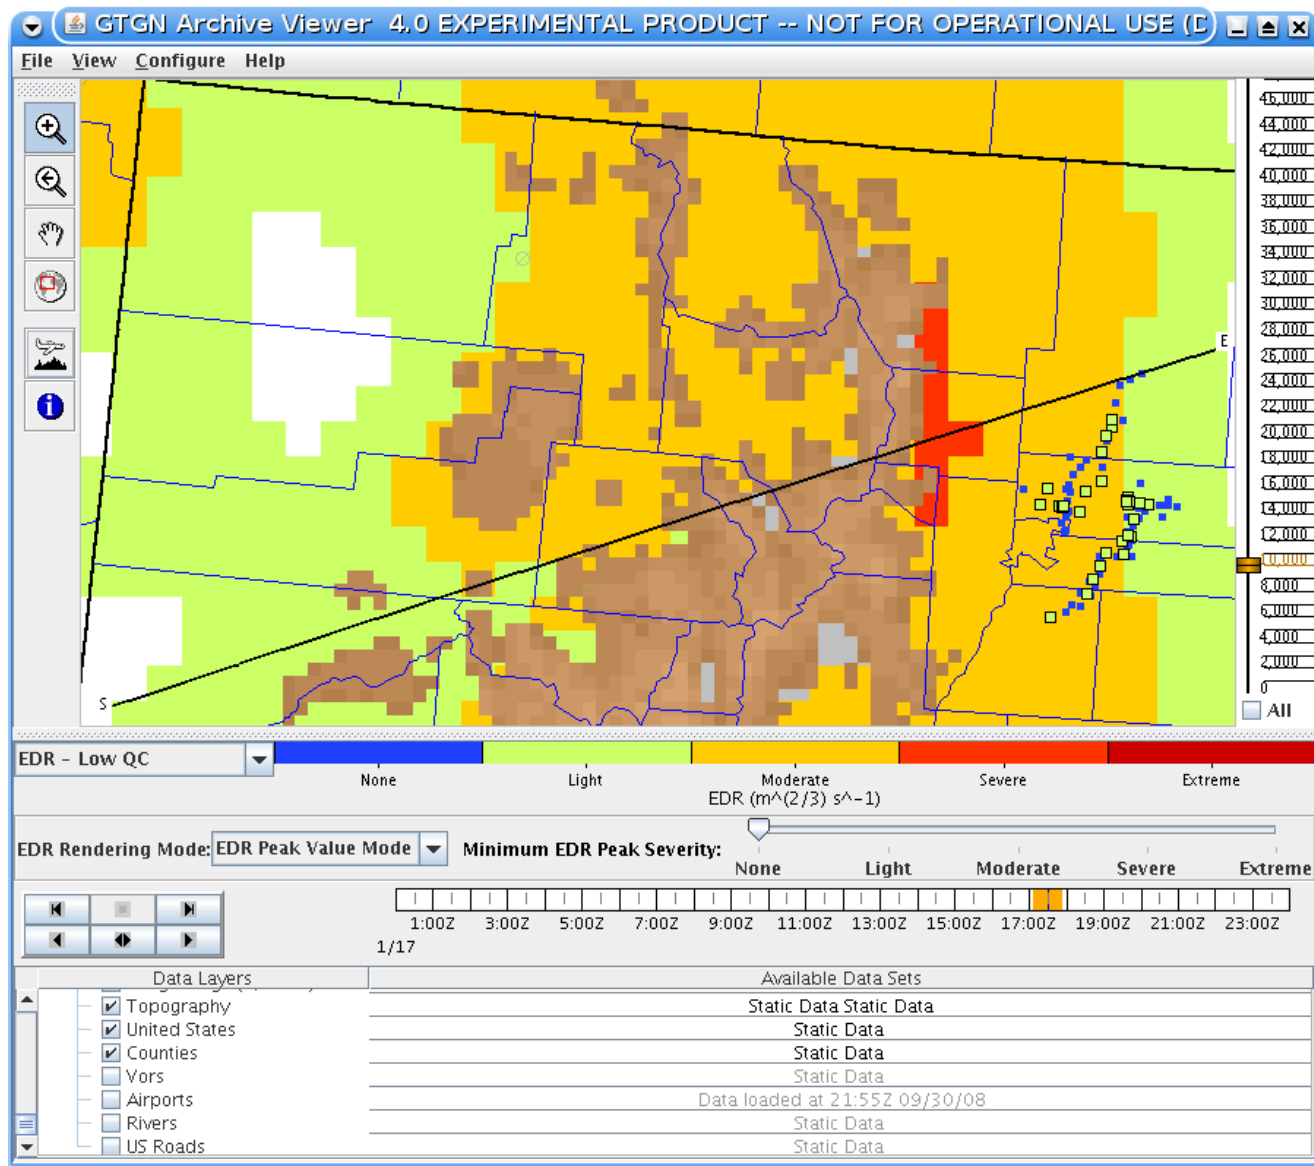 GTGN Archive Viewer 4.0 EXPERIMENTAL PRODUCT -- NOT FOR OPERATIONAL USE (D
File View Configure Help
46,000
44,000
42,000
40,000
38,000
36,000
34,000
32,000
30,000
28,000
26,000
24,000
22,000
20,000
18,000
16,000
14,000
12,000
10,000
8,000
6,000
4,000
2,000
0
E
S
All
EDR - Low QC
None Light Moderate Severe Extreme
EDR (m^(2/3) s^-1)
EDR Rendering Mode: EDR Peak Value Mode Minimum EDR Peak Severity:
None Light Moderate Severe Extreme
1:00Z 3:00Z 5:00Z 7:00Z 9:00Z 11:00Z 13:00Z 15:00Z 17:00Z 19:00Z 21:00Z 23:00Z
1/17
Data Layers Available Data Sets
Topography Static Data Static Data
United States Static Data
Counties Static Data
Vors Static Data
Airports Data loaded at 21:55Z 09/30/08
Rivers Static Data
US Roads Static Data